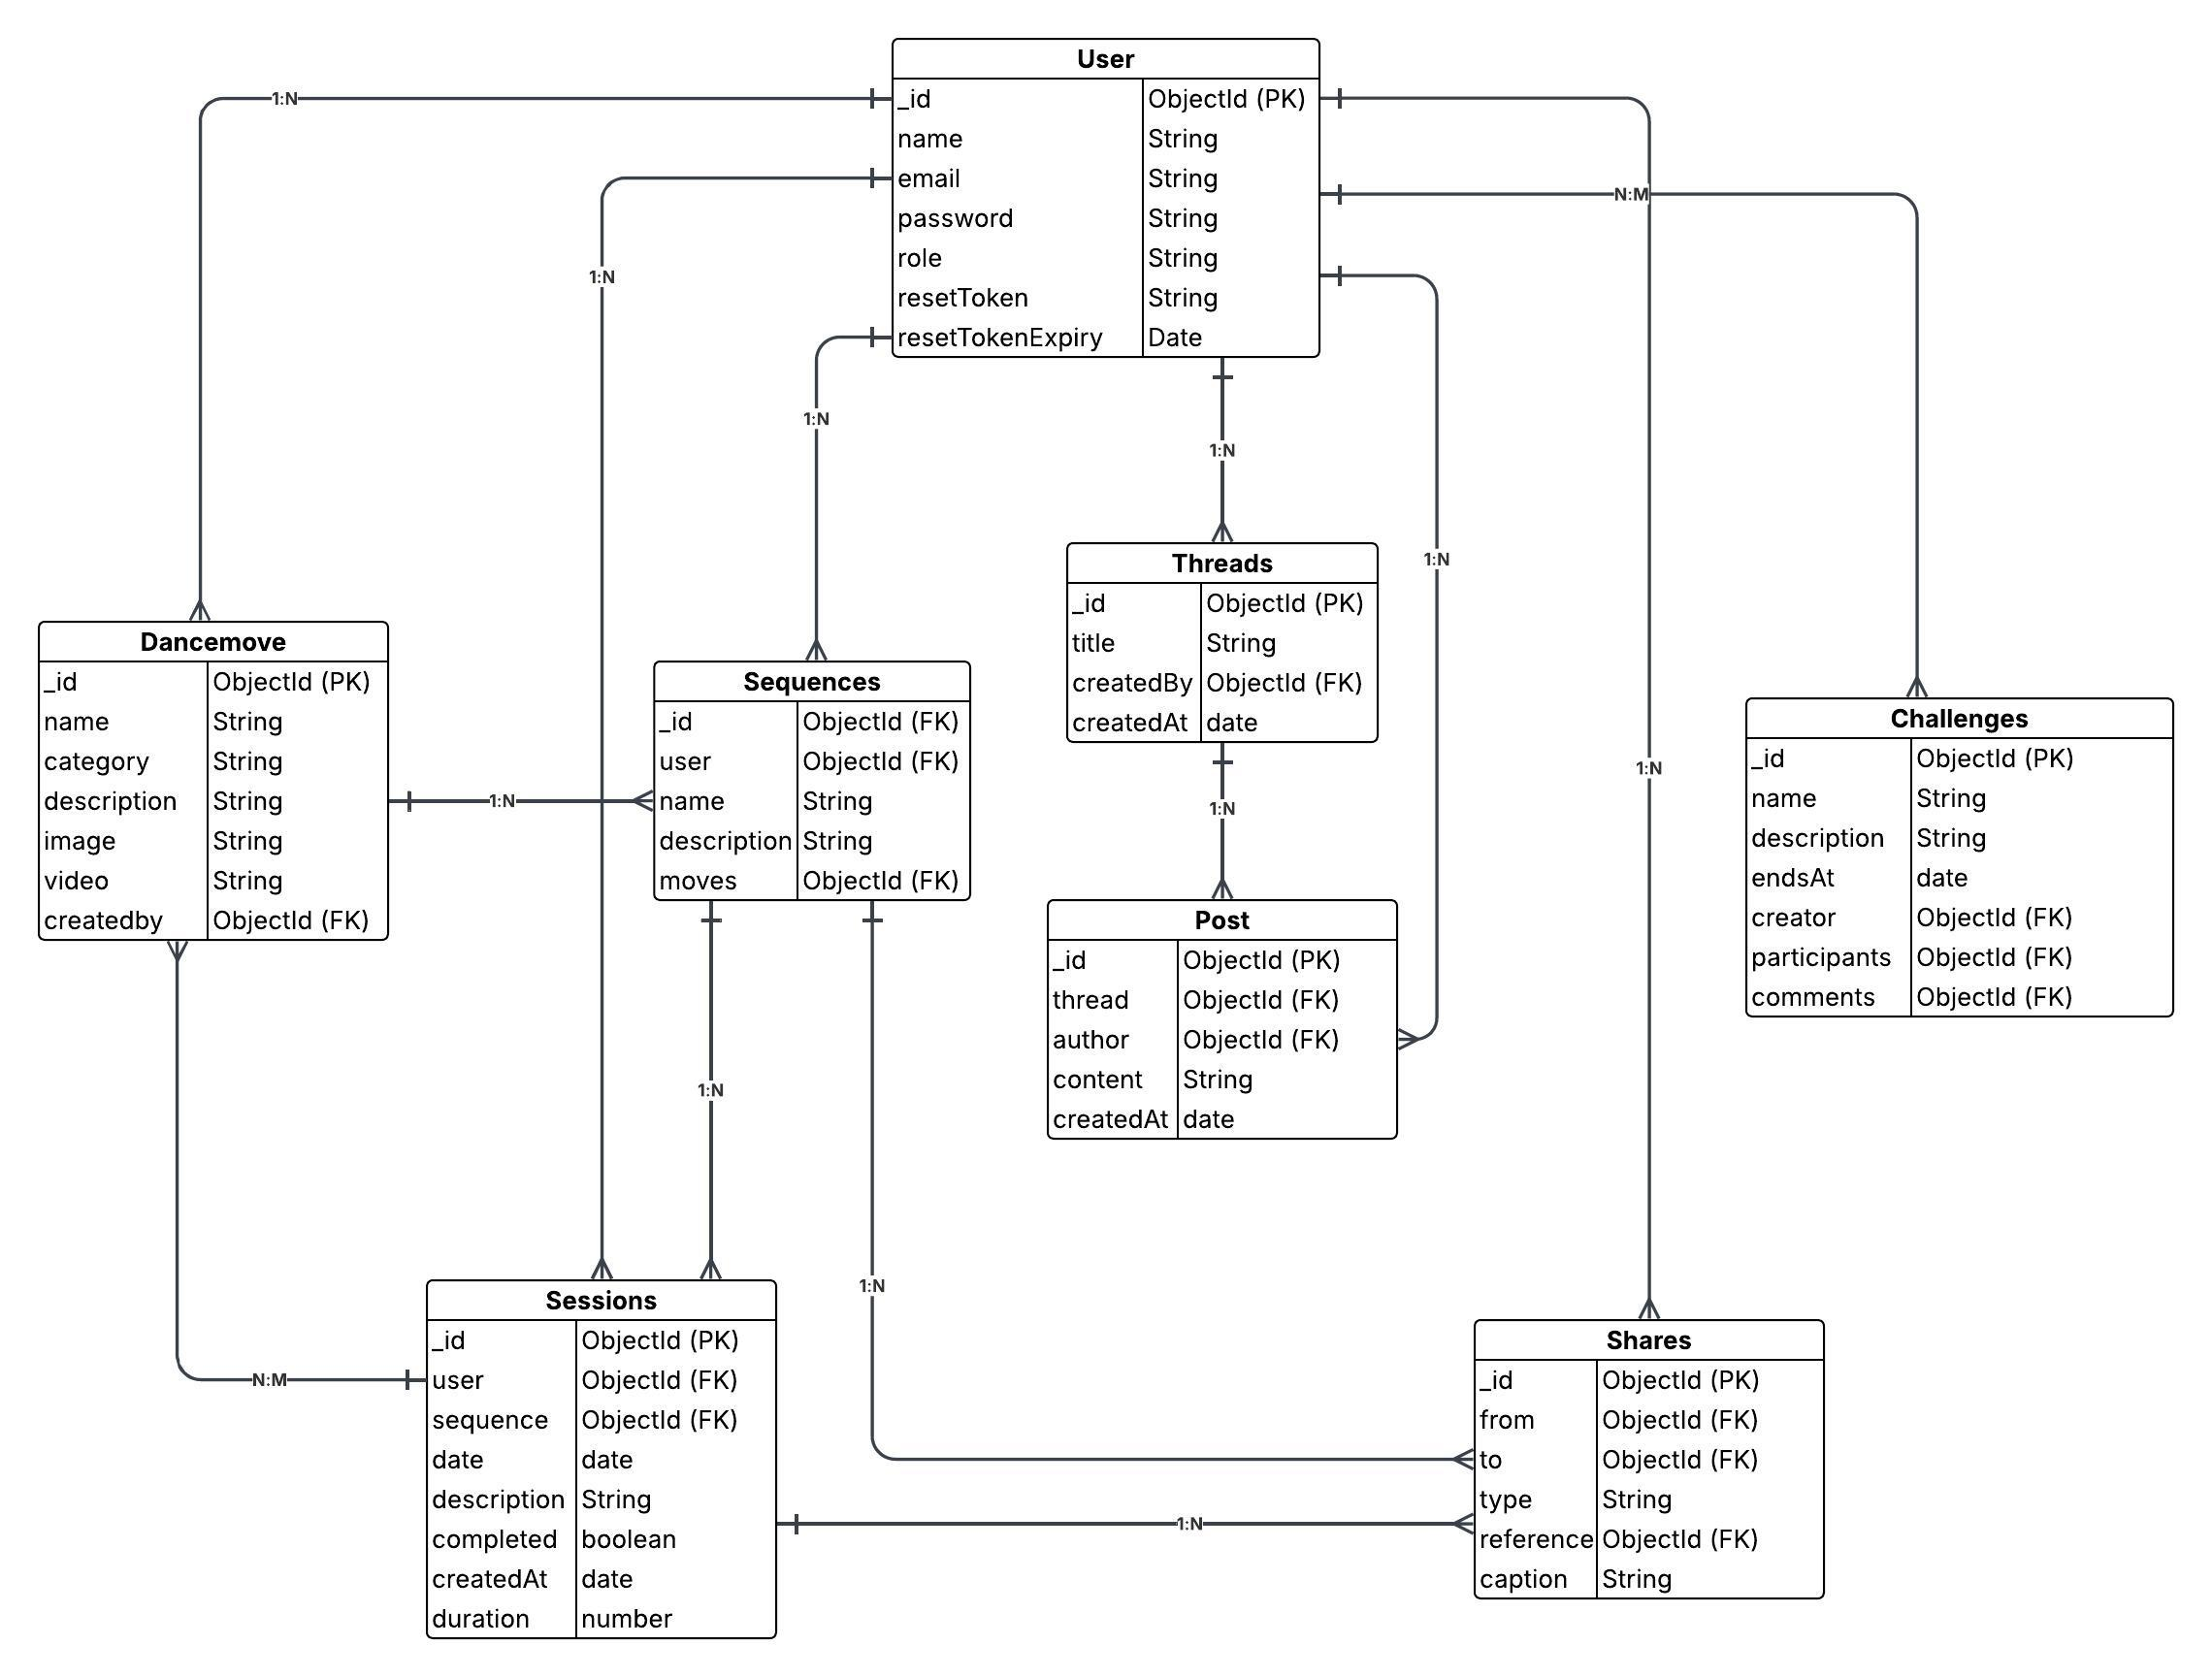 User
_id ObjectId (PK)
name String
email String
password String
role String
resetToken String
resetTokenExpiry Date
1:N
1:N
1:N
1:N
1:N
N:M
1:N
Threads
_id ObjectId (PK)
title String
createdBy ObjectId (FK)
createdAt date
Dancemove
_id ObjectId (PK)
name String
category String
description String
image String
video String
createdby ObjectId (FK)
1:N
Sequences
_id ObjectId (FK)
user ObjectId (FK)
name String
description String
moves ObjectId (FK)
Challenges
_id ObjectId (PK)
name String
description String
endsAt date
creator ObjectId (FK)
participants ObjectId (FK)
comments ObjectId (FK)
1:N
Post
_id ObjectId (PK)
thread ObjectId (FK)
author ObjectId (FK)
content String
createdAt date
1:N
1:N
N:M
Sessions
_id ObjectId (PK)
user ObjectId (FK)
sequence ObjectId (FK)
date date
description String
completed boolean
createdAt date
duration number
1:N
Shares
_id ObjectId (PK)
from ObjectId (FK)
to ObjectId (FK)
type String
reference ObjectId (FK)
caption String